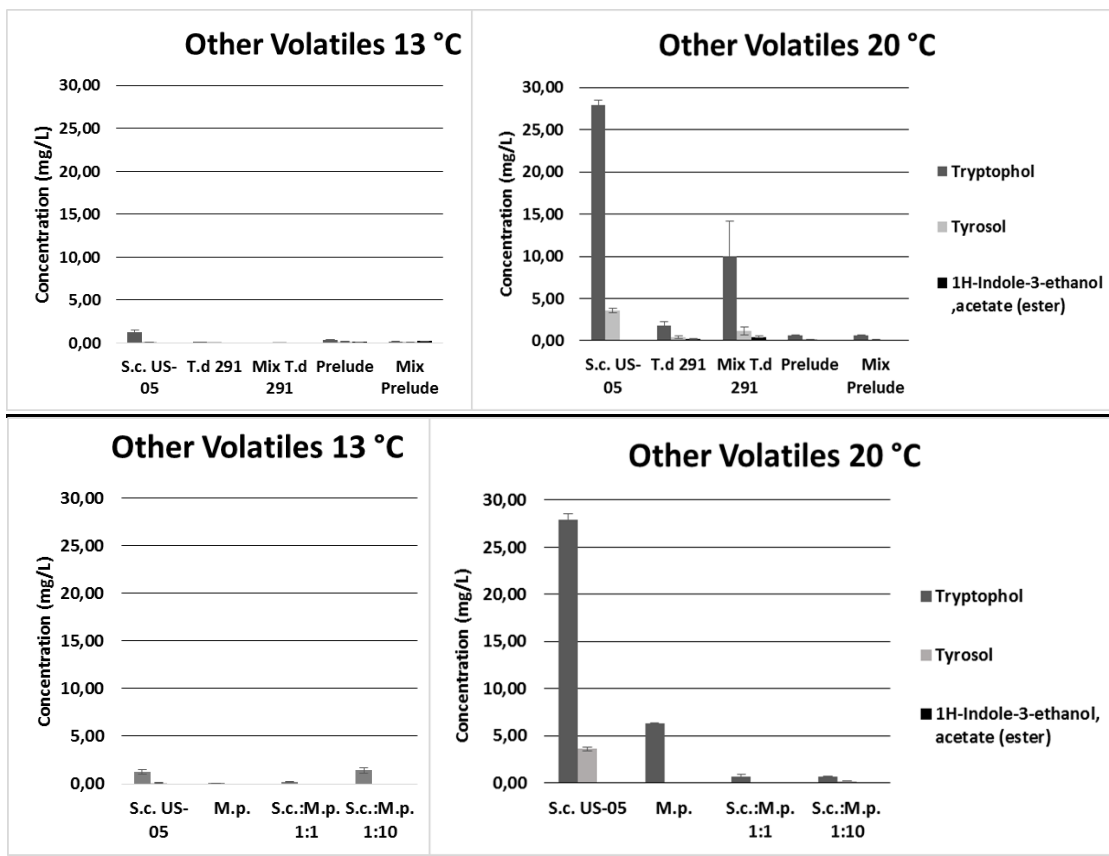 Other Volatiles 13 °C
Concentration (mg/L)
30,00
25,00
20,00
15,00
10,00
5,00
0,00
S.c. US-
05
T.d 291
Mix T.d
291
Prelude
Mix
Prelude
Other Volatiles 20 °C
Concentration (mg/L)
30,00
25,00
20,00
15,00
10,00
5,00
0,00
S.c. US-
05
T.d 291
Mix T.d
291
Prelude
Mix
Prelude
Tryptophol
Tyrosol
1H-Indole-3-ethanol
,acetate (ester)
Other Volatiles 13 °C
Concentration (mg/L)
30,00
25,00
20,00
15,00
10,00
5,00
0,00
S.c. US-
05
M.p.
S.c.:M.p.
1:1
S.c.:M.p.
1:10
Other Volatiles 20 °C
Concentration (mg/L)
30,00
25,00
20,00
15,00
10,00
5,00
0,00
S.c. US-05
M.p.
S.c.:M.p.
1:1
S.c.:M.p.
1:10
Tryptophol
Tyrosol
1H-Indole-3-ethanol,
acetate (ester)